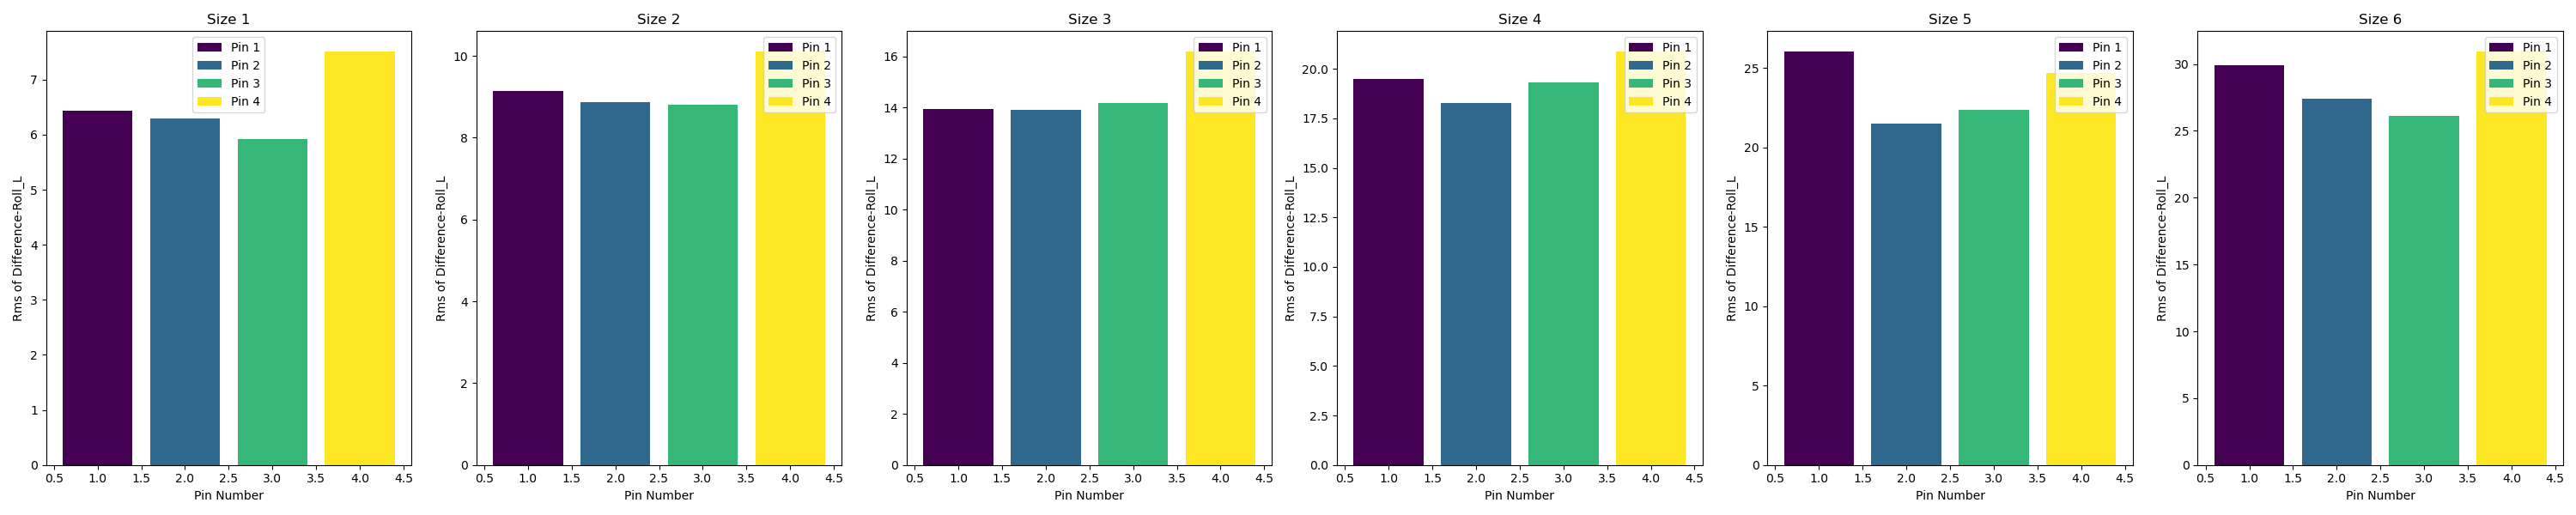 Size 1
Rms of Difference-Roll_L
7
6
5
4
3
2
1
0
Pin 1
Pin 2
Pin 3
Pin 4
0.5 1.0 1.5 2.0 2.5 3.0 3.5 4.0 4.5
Pin Number
Size 2
Rms of Difference-Roll_L
10
8
6
4
2
0
Pin 1
Pin 2
Pin 3
Pin 4
0.5 1.0 1.5 2.0 2.5 3.0 3.5 4.0 4.5
Pin Number
Size 3
Rms of Difference-Roll_L
16
14
12
10
8
6
4
2
0
Pin 1
Pin 2
Pin 3
Pin 4
0.5 1.0 1.5 2.0 2.5 3.0 3.5 4.0 4.5
Pin Number
Size 4
Rms of Difference-Roll_L
20.0
17.5
15.0
12.5
10.0
7.5
5.0
2.5
0.0
Pin 1
Pin 2
Pin 3
Pin 4
0.5 1.0 1.5 2.0 2.5 3.0 3.5 4.0 4.5
Pin Number
Size 5
Rms of Difference-Roll_L
25
20
15
10
5
0
Pin 1
Pin 2
Pin 3
Pin 4
0.5 1.0 1.5 2.0 2.5 3.0 3.5 4.0 4.5
Pin Number
Size 6
Rms of Difference-Roll_L
30
25
20
15
10
5
0
Pin 1
Pin 2
Pin 3
Pin 4
0.5 1.0 1.5 2.0 2.5 3.0 3.5 4.0 4.5
Pin Number